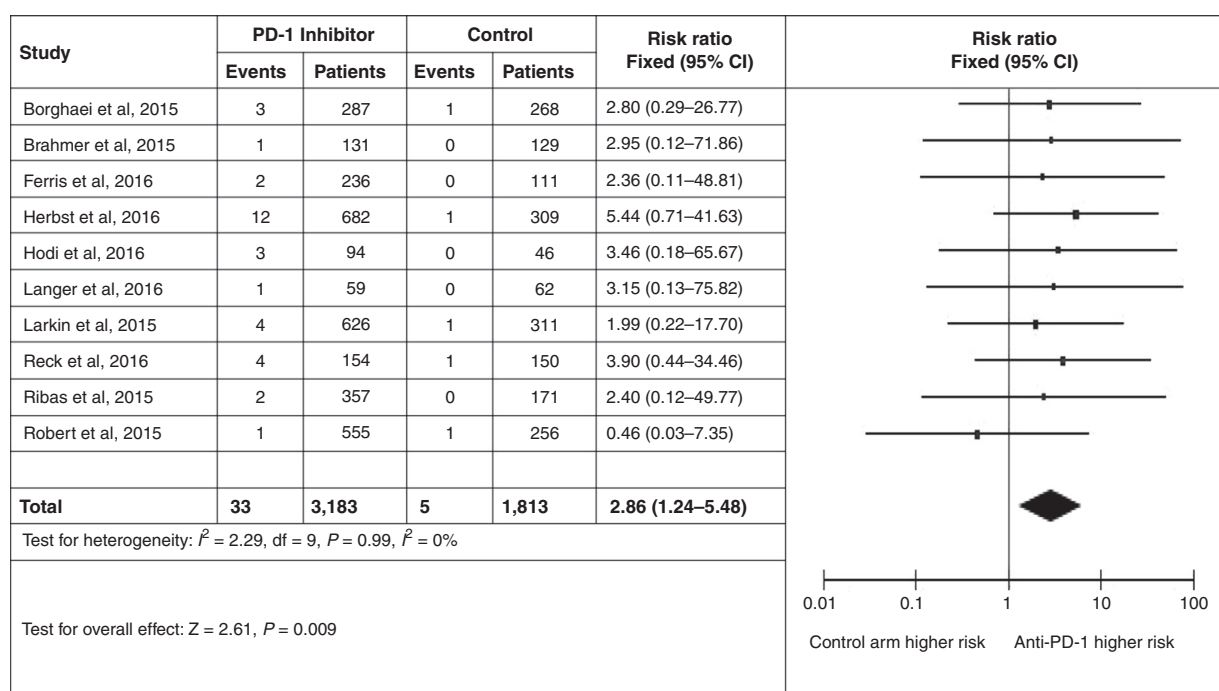 Study
PD-1 Inhibitor
Control
Risk ratio
Fixed (95% CI)
Risk ratio
Fixed (95% CI)
Events Patients Events Patients
Borghaei et al, 2015 3 287 1 268 2.80 (0.29–26.77)
Brahmer et al, 2015 1 131 0 129 2.95 (0.12–71.86)
Ferris et al, 2016 2 236 0 111 2.36 (0.11–48.81)
Herbst et al, 2016 12 682 1 309 5.44 (0.71–41.63)
Hodi et al, 2016 3 94 0 46 3.46 (0.18–65.67)
Langer et al, 2016 1 59 0 62 3.15 (0.13–75.82)
Larkin et al, 2015 4 626 1 311 1.99 (0.22–17.70)
Reck et al, 2016 4 154 1 150 3.90 (0.44–34.46)
Ribas et al, 2015 2 357 0 171 2.40 (0.12–49.77)
Robert et al, 2015 1 555 1 256 0.46 (0.03–7.35)
Total 33 3,183 5 1,813 2.86 (1.24–5.48)
Test for heterogeneity: I² = 2.29, df = 9, P = 0.99, I² = 0%
Test for overall effect: Z = 2.61, P = 0.009
0.01 0.1 1 10 100
Control arm higher risk Anti-PD-1 higher risk